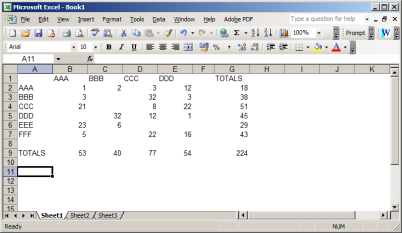 Microsoft Excel - Book1
File Edit View Insert Format Tools Data Window Help Adobe PDF Type a question for help
100% Prompt W
Arial 10 B I U
A11 fx
A B C D E F G H I J K
1 AAA BBB CCC DDD TOTALS
2 AAA 1 2 3 12 18
3 BBB 3 32 3 38
4 CCC 21 8 22 51
5 DDD 32 12 1 45
6 EEE 23 6 29
7 FFF 5 22 16 43
8
9 TOTALS 53 40 77 54 224
10
11
12
13
14
15
Sheet1 Sheet2 Sheet3
Ready NUM